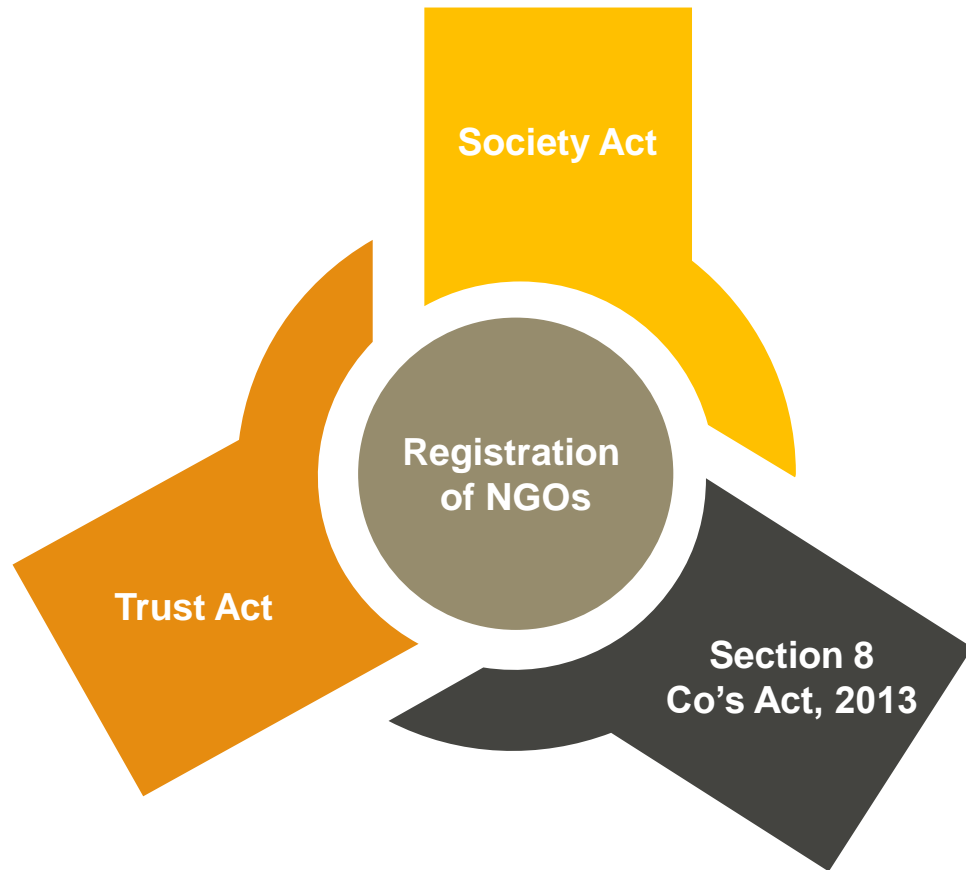 Society Act
Registration
of NGOs
Trust Act
Section 8
Co’s Act, 2013